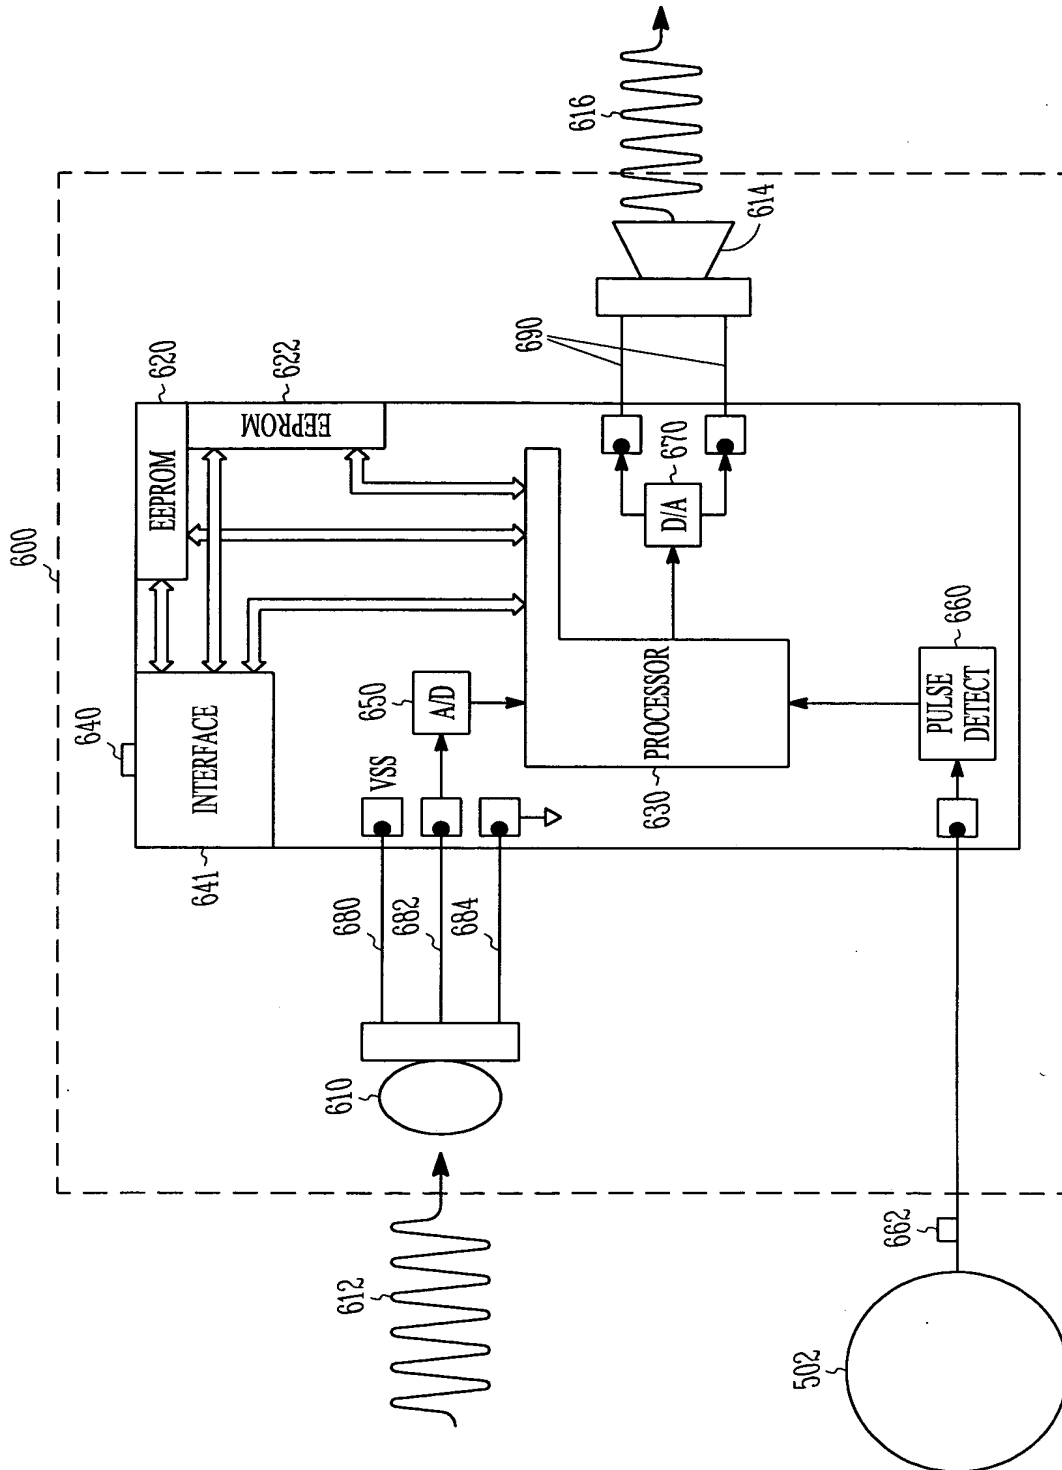 600
640
INTERFACE
641
620
EEPROM
622
EEPROM
650
A/D
VSS
680
682
684
610
612
PROCESSOR
630
D/A
670
690
614
616
660
PULSE
DETECT
662
502